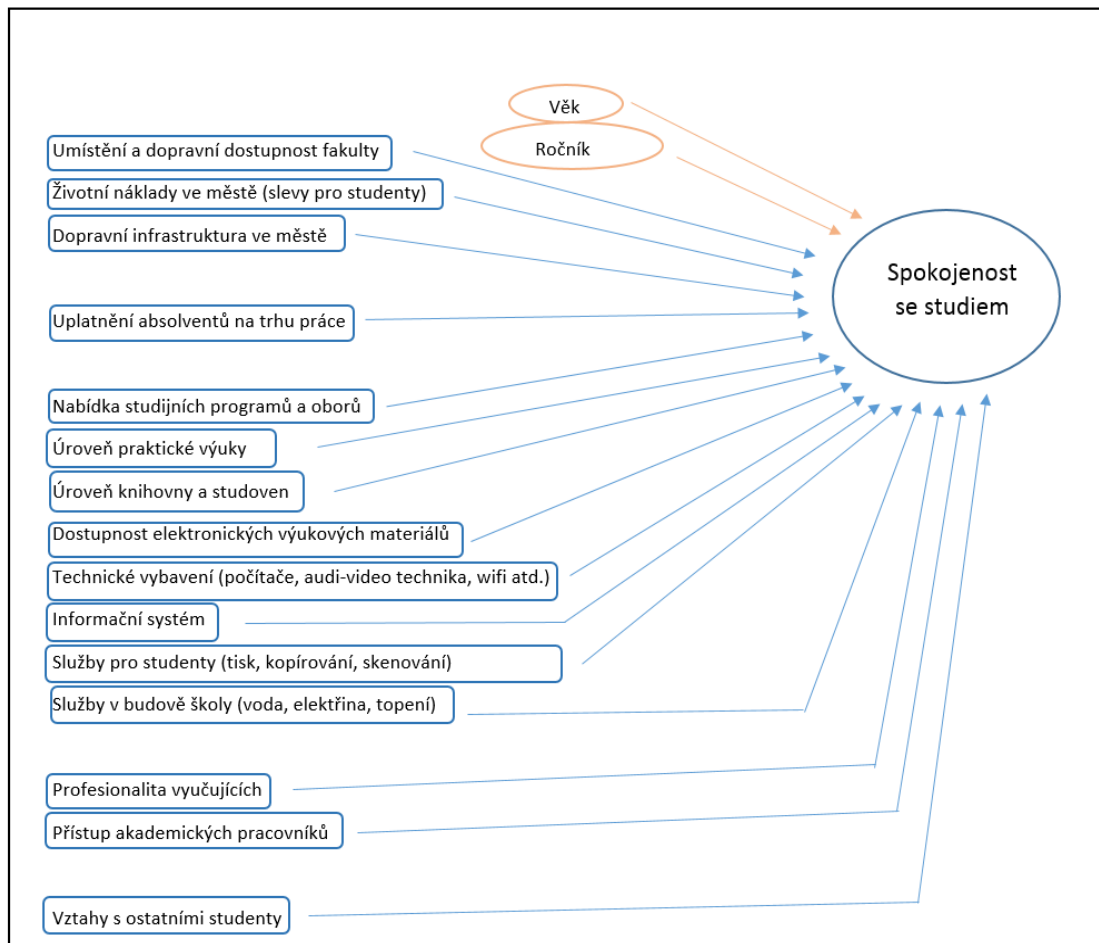 Věk
Ročník
Umístění a dopravní dostupnost fakulty
Životní náklady ve městě (slevy pro studenty)
Dopravní infrastruktura ve městě
Spokojenost
se studiem
Uplatnění absolventů na trhu práce
Nabídka studijních programů a oborů
Úroveň praktické výuky
Úroveň knihovny a studoven
Dostupnost elektronických výukových materiálů
Technické vybavení (počítače, audi-video technika, wifi atd.)
Informační systém
Služby pro studenty (tisk, kopírování, skenování)
Služby v budově školy (voda, elektřina, topení)
Profesionalita vyučujících
Přístup akademických pracovníků
Vztahy s ostatními studenty